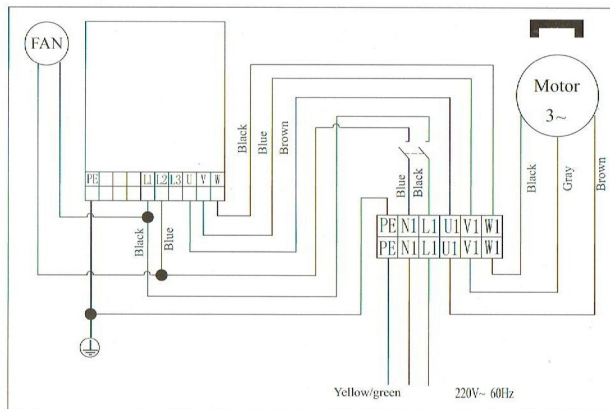 FAN
Motor
3~
Black
Blue
Brown
Black
Gray
Brown
Blue
Black
PE L1 L2 L3 U V W
Black
Blue
PE N1 L1 U1 V1 W1
PE N1 L1 U1 V1 W1
Yellow/green
220V~ 60Hz